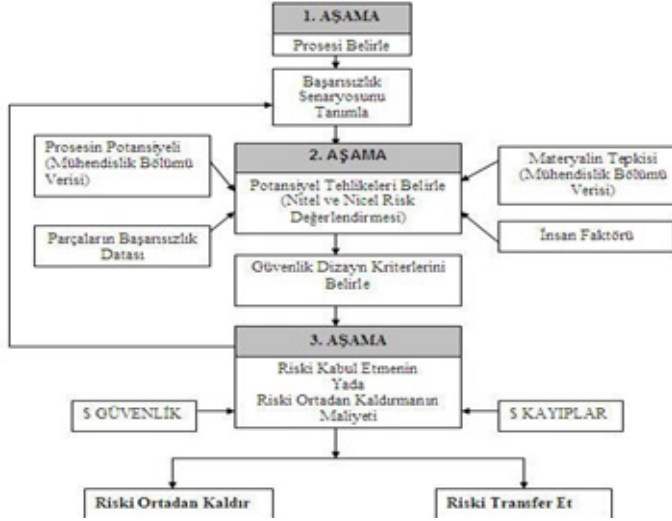 1. AŞAMA
Prosesi Belirle
Başarısızlık
Senaryosunu
Tanımla
Prosesin Potansiyeli
(Mühendislik Bölümü
Verisi)
2. AŞAMA
Potansiyel Tehlikeleri Belirle
(Nitel ve Nicel Risk
Değerlendirmesi)
Materyalin Tepkisi
(Mühendislik Bölümü
Verisi)
Parçaların Başarısızlık
Datası
İnsan Faktörü
Güvenlik Dizayn Kriterlerini
Belirle
3. AŞAMA
Riski Kabul Etmenin
Yada
Riski Ortadan Kaldırmanın
Maliyeti
$ GÜVENLİK
$ KAYIPLAR
Riski Ortadan Kaldır
Riski Transfer Et